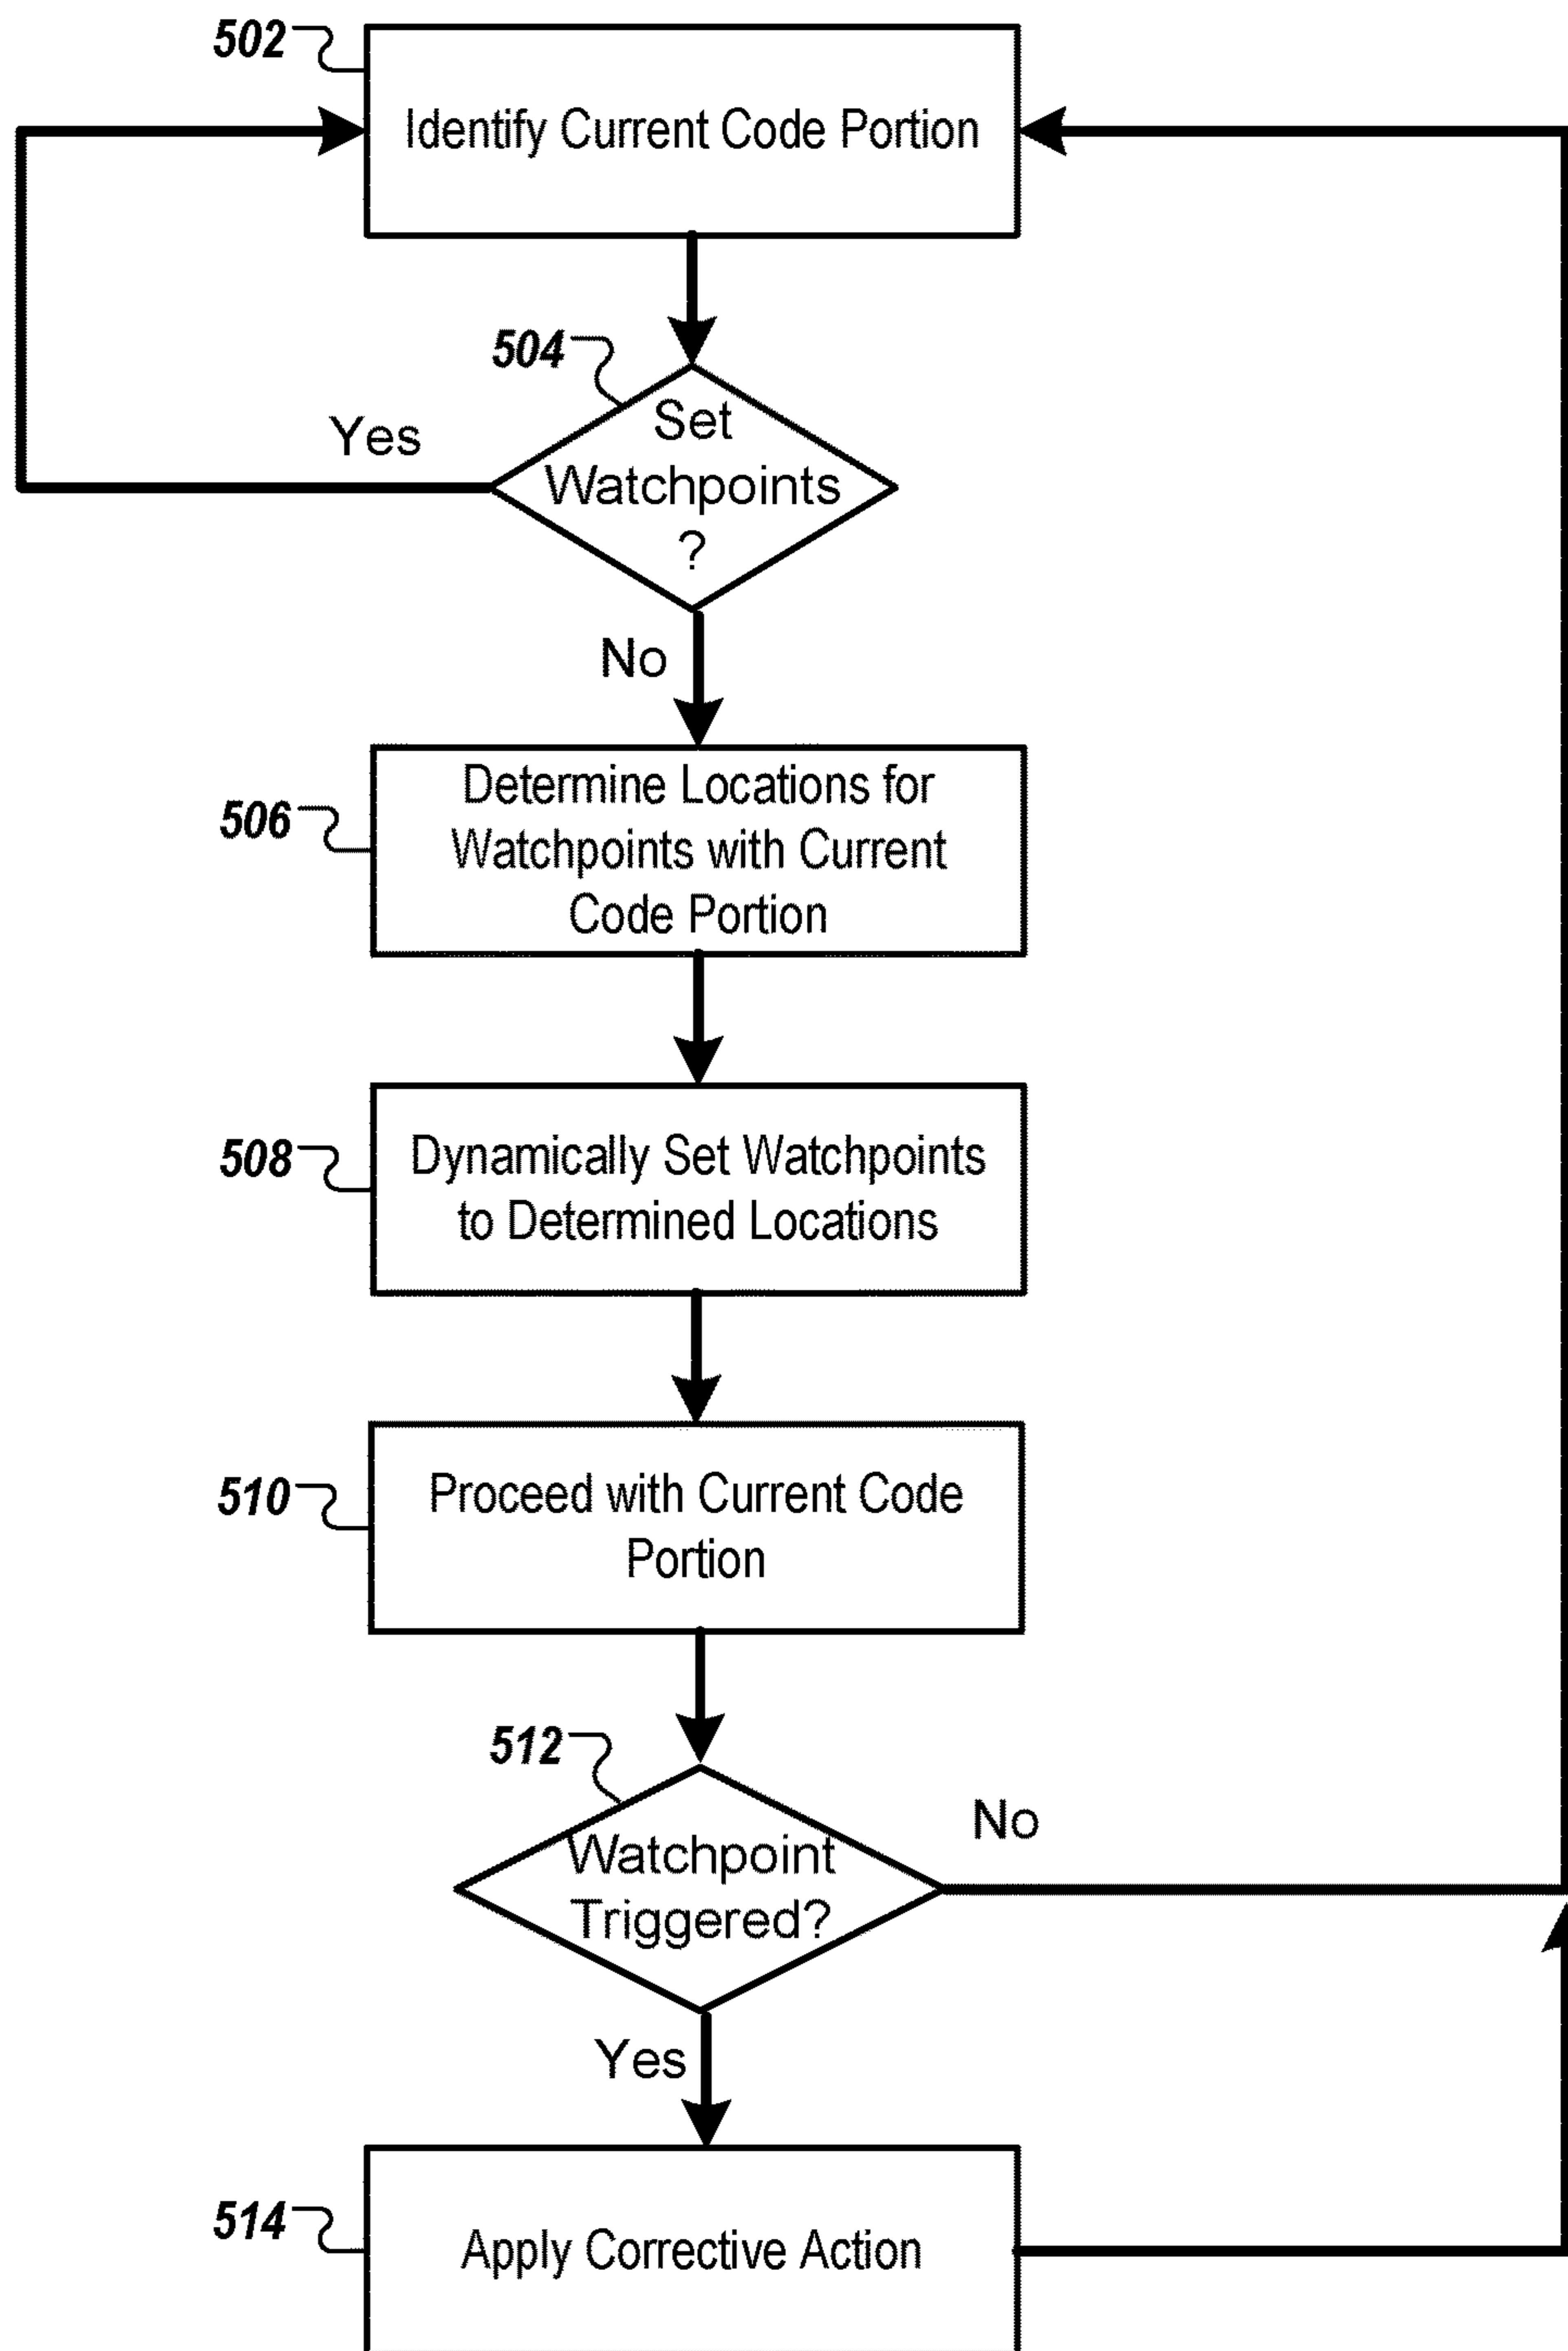 502
Identify Current Code Portion
504
Set
Watchpoints
?
Yes
No
506
Determine Locations for
Watchpoints with Current
Code Portion
508
Dynamically Set Watchpoints
to Determined Locations
510
Proceed with Current Code
Portion
512
Watchpoint
Triggered?
No
Yes
514
Apply Corrective Action